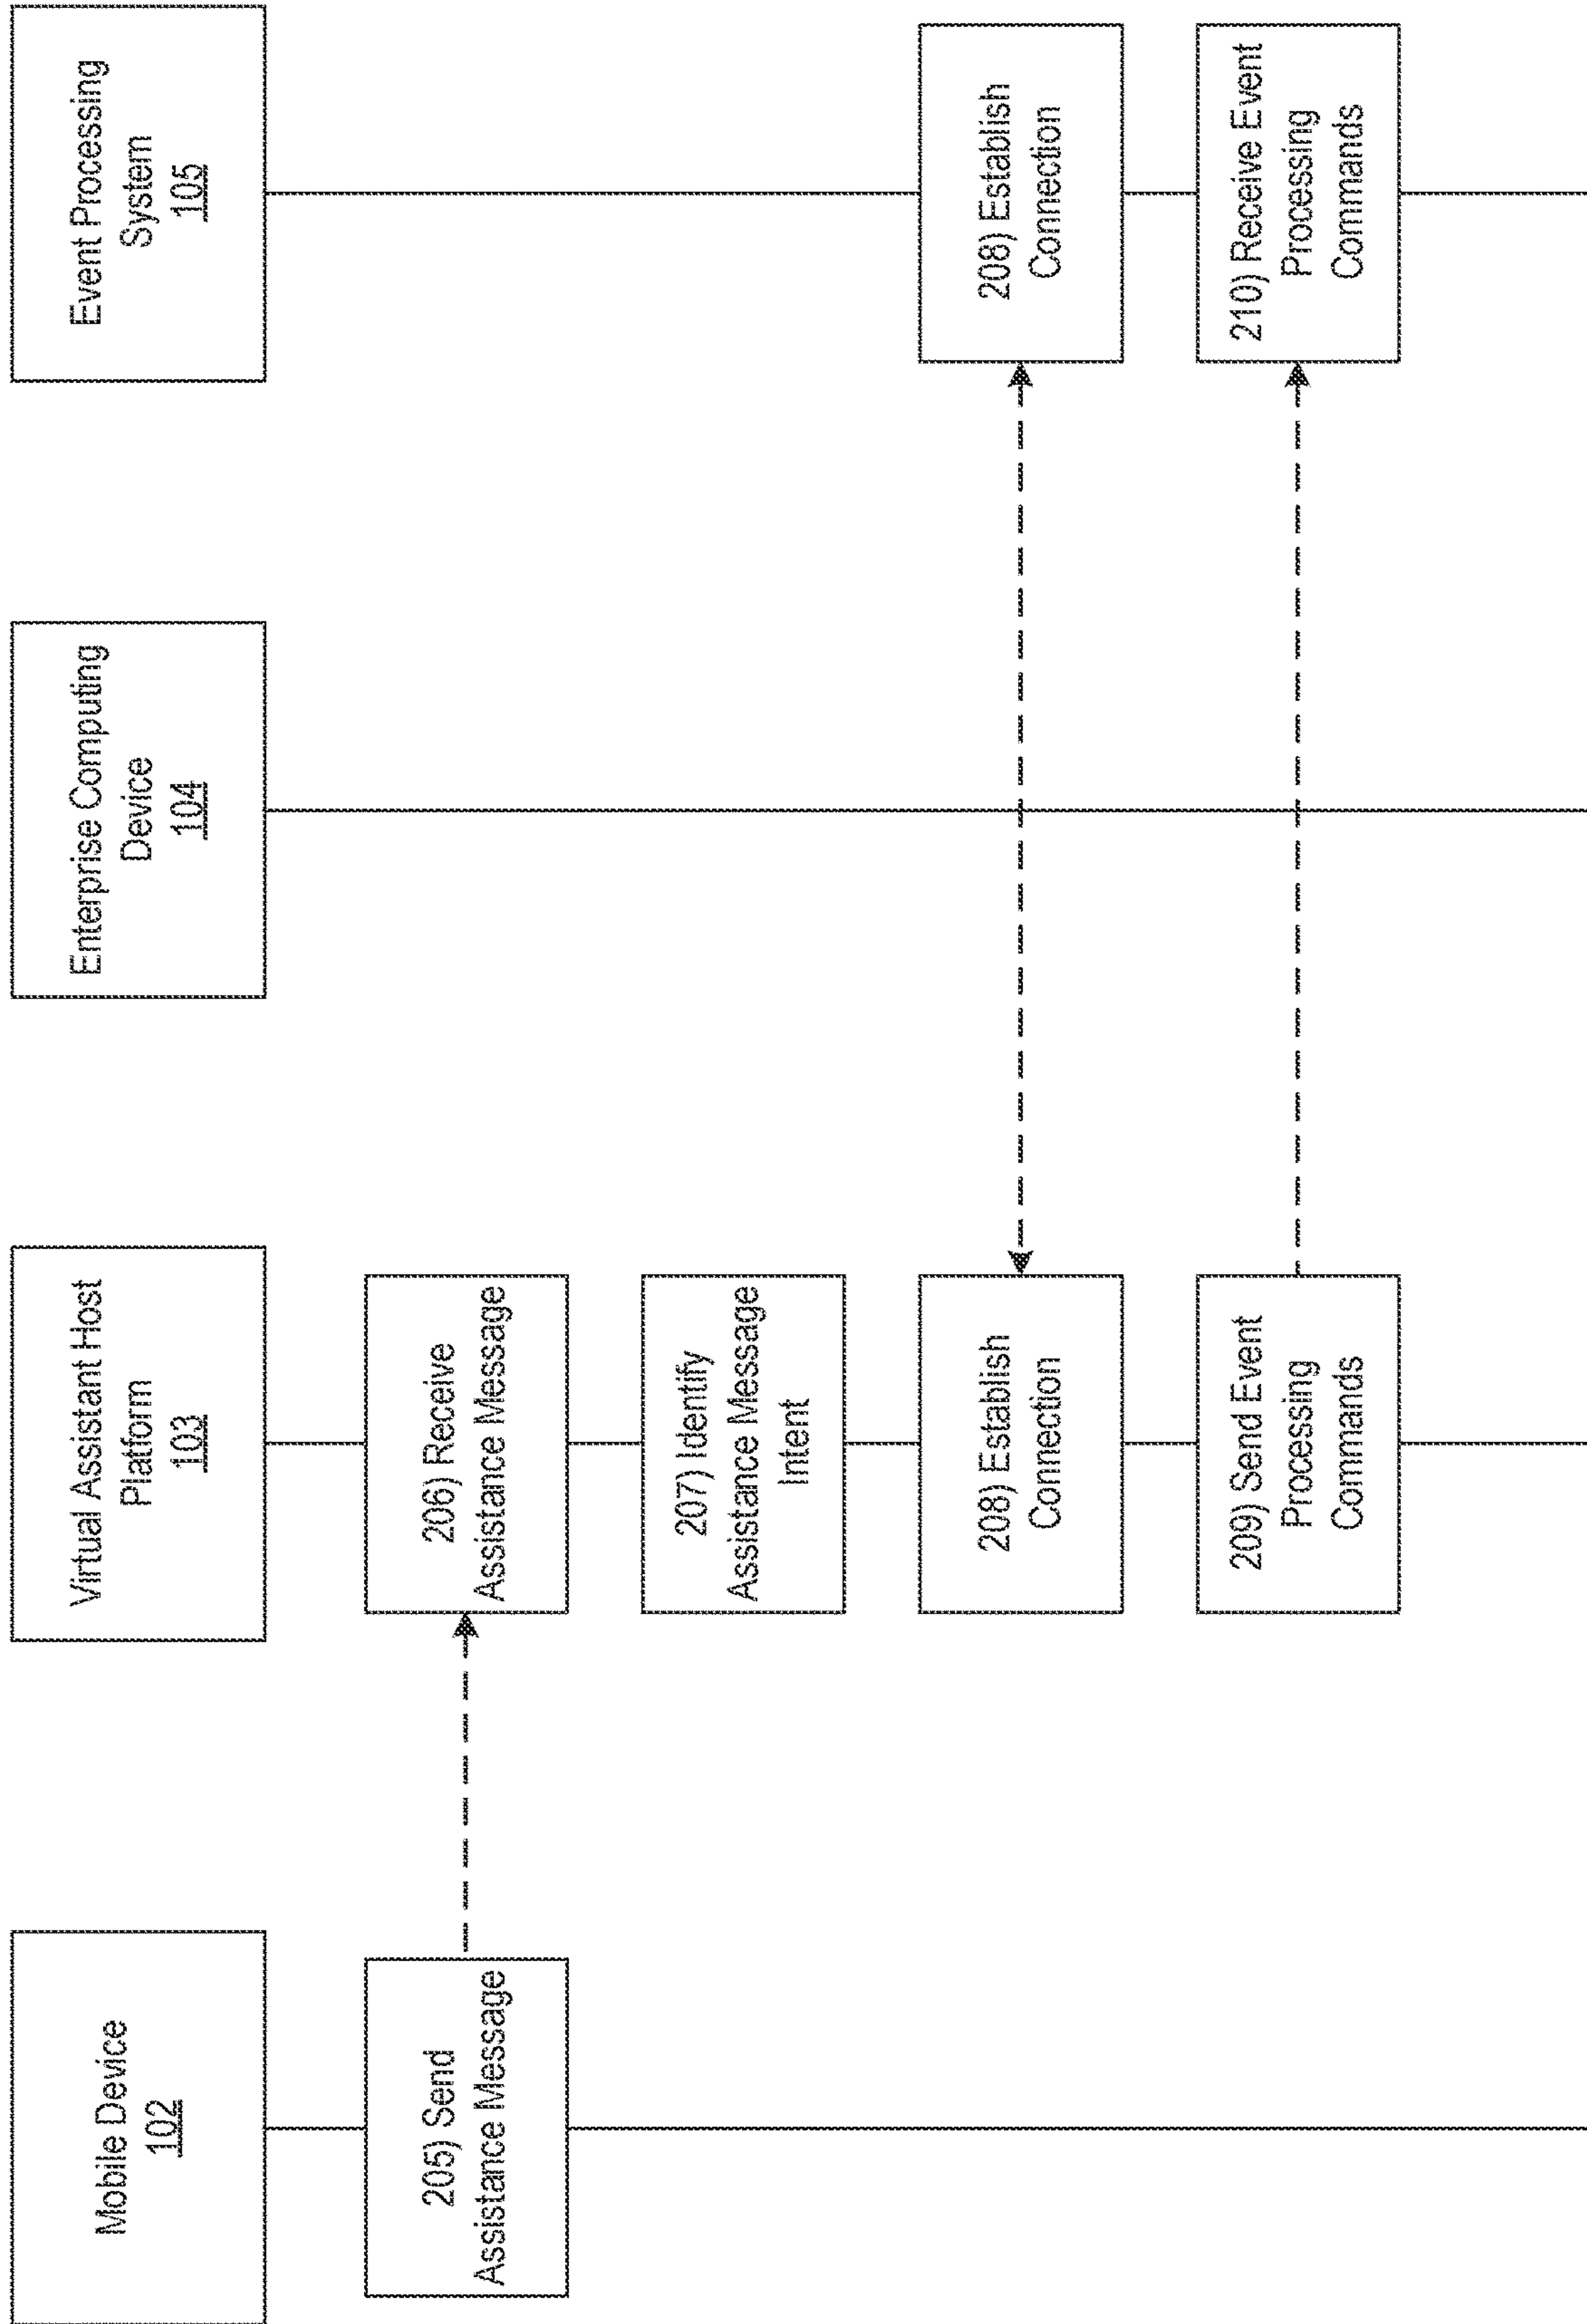 Mobile Device
102
Virtual Assistant Host
Platform
103
Enterprise Computing
Device
104
Event Processing
System
105
205) Send
Assistance Message
206) Receive
Assistance Message
207) Identify
Assistance Message
Intent
208) Establish
Connection
208) Establish
Connection
209) Send Event
Processing
Commands
210) Receive Event
Processing
Commands